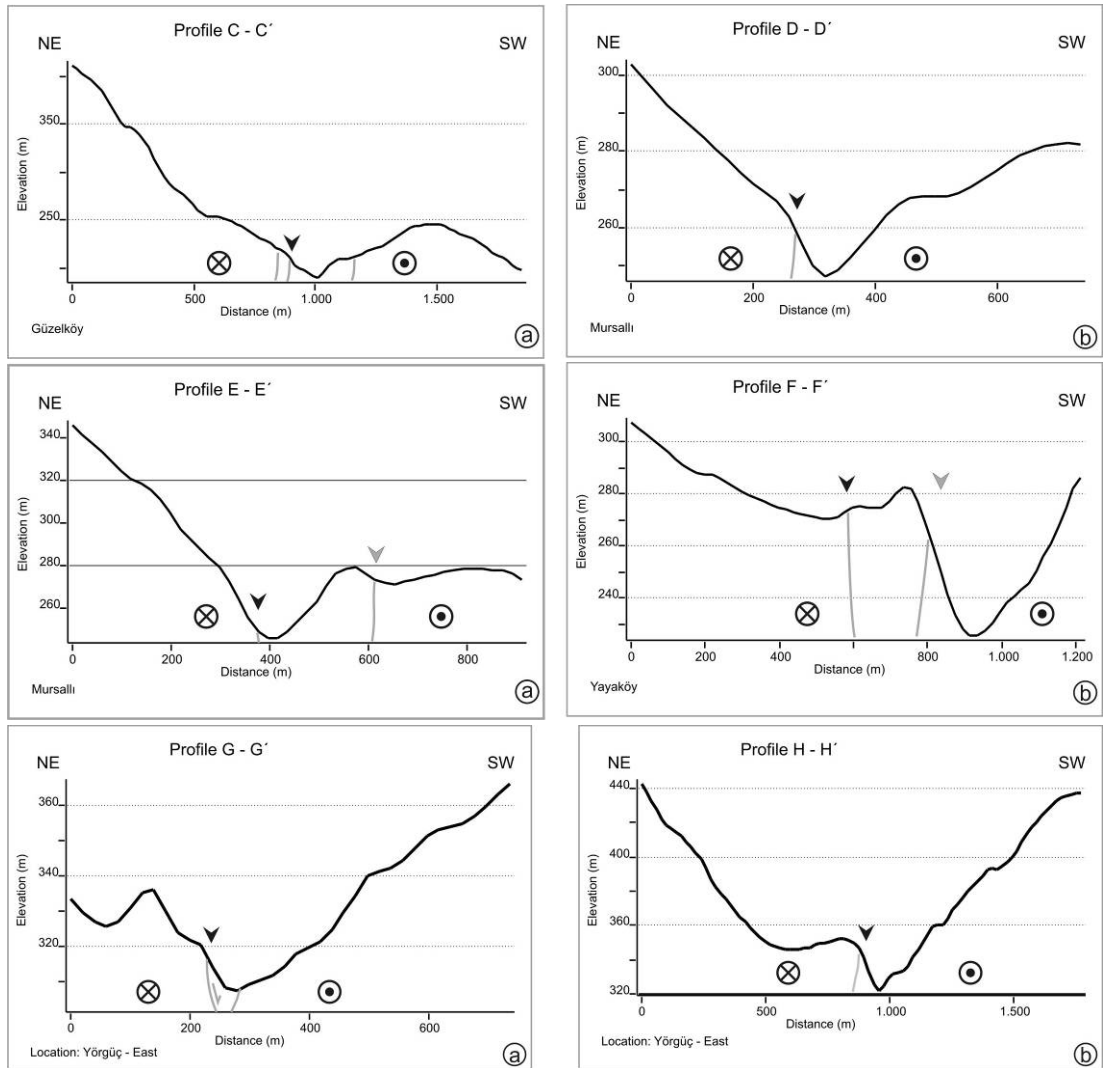 Profile C - C´
NE SW
Elevation (m)
350
250
0 500 1.000 1.500
Distance (m)
Güzelköy
a
Profile D - D´
NE SW
Elevation (m)
300
280
260
0 200 400 600
Distance (m)
Mursallı
b
Profile E - E´
NE SW
Elevation (m)
340
320
300
280
260
0 200 400 600 800
Distance (m)
Mursallı
a
Profile F - F´
NE SW
Elevation (m)
300
280
260
240
0 200 400 600 800 1.000 1.200
Distance (m)
Yayaköy
b
Profile G - G´
NE SW
Elevation (m)
360
340
320
0 200 400 600
Distance (m)
Location: Yörgüç - East
a
Profile H - H´
NE SW
Elevation (m)
440
400
360
320
0 500 1.000 1.500
Distance (m)
Location: Yörgüç - East
b